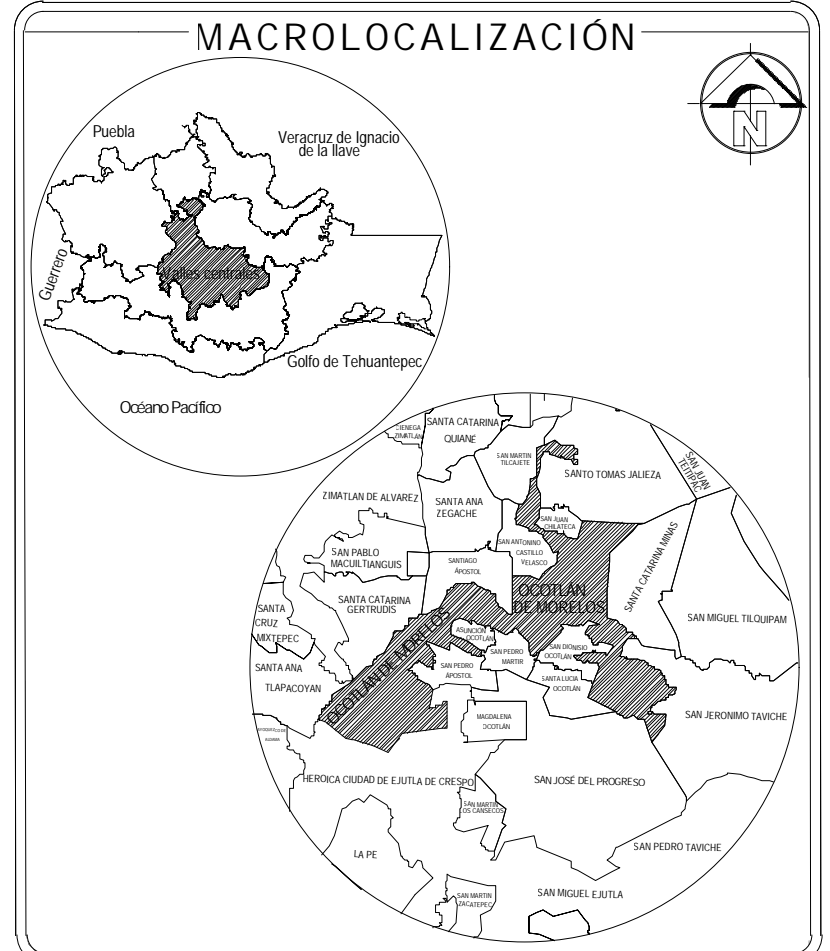 MACROLOCALIZACIÓN
N
Puebla
Veracruz de Ignacio
de la llave
Guerrero
Valles centrales
Golfo de Tehuantepec
Océano Pacífico
CIENEGA
ZIMATLAN
SANTA CATARINA
QUIANE
SAN MARTIN
TILCAJETE
SANTO TOMAS JALIEZA
SAN JUAN
TEITIPAC
ZIMATLAN DE ALVAREZ
SANTA ANA
ZEGACHE
SAN JUAN
CHILATECA
SAN PABLO
MACUILTIANGUIS
SAN ANTONINO
CASTILLO
VELASCO
SANTIAGO
ÁPOSTOL
SANTA CATARINA MINAS
OCOTLÁN
DE MORELOS
SANTA CATARINA
GERTRUDIS
SANTA
CRUZ
MIXTEPEC
SAN MIGUEL TILQUIPAM
ASUNCION
OCOTLÁN
OCOTLÁN DE MORELOS
SAN PEDRO
MARTIR
SAN DIONISIO
OCOTLÁN
SANTA ANA
TLAPACOYAN
SAN PEDRO
ÁPOSTOL
SANTA LUCIA
OCOTLÁN
MAGDALENA
OCOTLÁN
SAN JERONIMO TAVICHE
HEROICA CIUDAD DE EJUTLA DE CRESPO
SAN JOSÉ DEL PROGRESO
SAN MARTIN
LOS CANSECOS
LA PE
SAN PEDRO TAVICHE
SAN MARTIN
ZACATEPEC
SAN MIGUEL EJUTLA